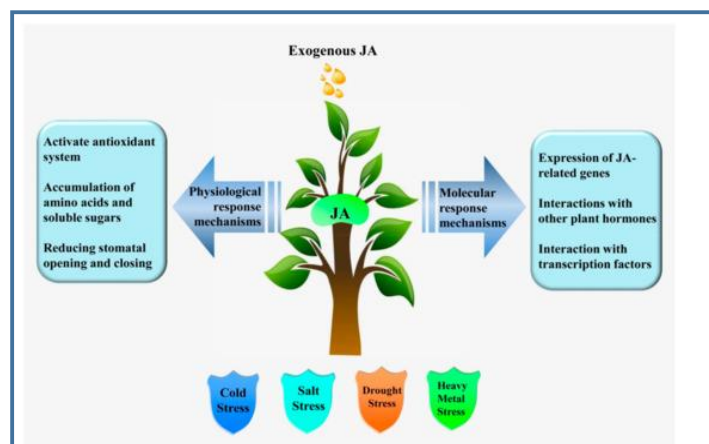 Exogenous JA
Activate antioxidant
system
Accumulation of
amino acids and
soluble sugars
Reducing stomatal
opening and closing
Physiological
response
mechanisms
JA
Molecular
response
mechanisms
Expression of JA-
related genes
Interactions with
other plant hormones
Interaction with
transcription factors
Cold
Stress
Salt
Stress
Drought
Stress
Heavy
Metal
Stress